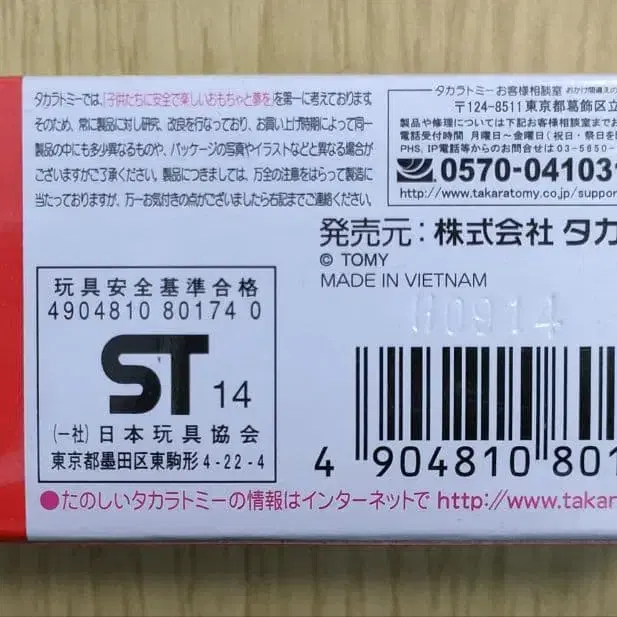 タカラトミーでは、「子供たちに安全で楽しいおもちゃと夢を」を第一に考えております。
そのため、常に製品に対し研究、改良を行なっており、お買い上げ時期によって同一
製品の中にも多少異なるものや、パッケージの写真やイラストなどと異なる場合が
ございますがご了承ください。製品につきましては、万全の注意をはらって製造に
当たっておりますが、万一お気付きの点がございましたら右記までご連絡ください。
タカラトミーお客様相談室 おかけ間違えの
〒124-8511 東京都葛飾区立
製品や修理については下記お客様相談室まで
電話受付時間 月曜日～金曜日(祝日・祭日を
PHS, IP電話等からのお問合せは03-5650-
0570-04103
http://www.takaratomy.co.jp/suppor
発売元:株式会社 タカ
© TOMY
MADE IN VIETNAM
H0914
玩具安全基準合格
4904810 80174 0
ST 14
(一社)日本玩具協会
東京都墨田区東駒形4-22-4
4 904810 801
●たのしいタカラトミーの情報はインターネットで http://www.takar